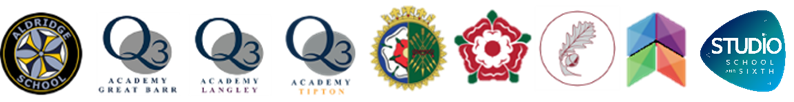 ALDRIDGE
SCHOOL
Q3
ACADEMY
GREAT BARR
Q3
ACADEMY
LANGLEY
Q3
ACADEMY
TIPTON
STUDIO
SCHOOL
AND SIXTH